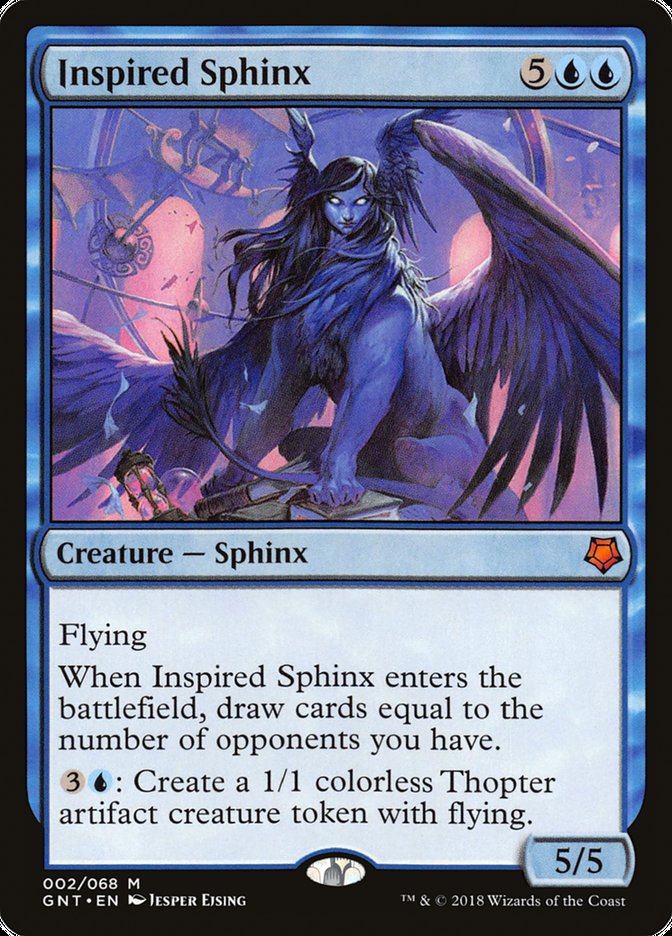 Inspired Sphinx 5
Creature — Sphinx
Flying
When Inspired Sphinx enters the
battlefield, draw cards equal to the
number of opponents you have.
3: Create a 1/1 colorless Thopter
artifact creature token with flying.
5/5
002/068 M
GNT • EN Jesper Ejsing
™ & © 2018 Wizards of the Coast